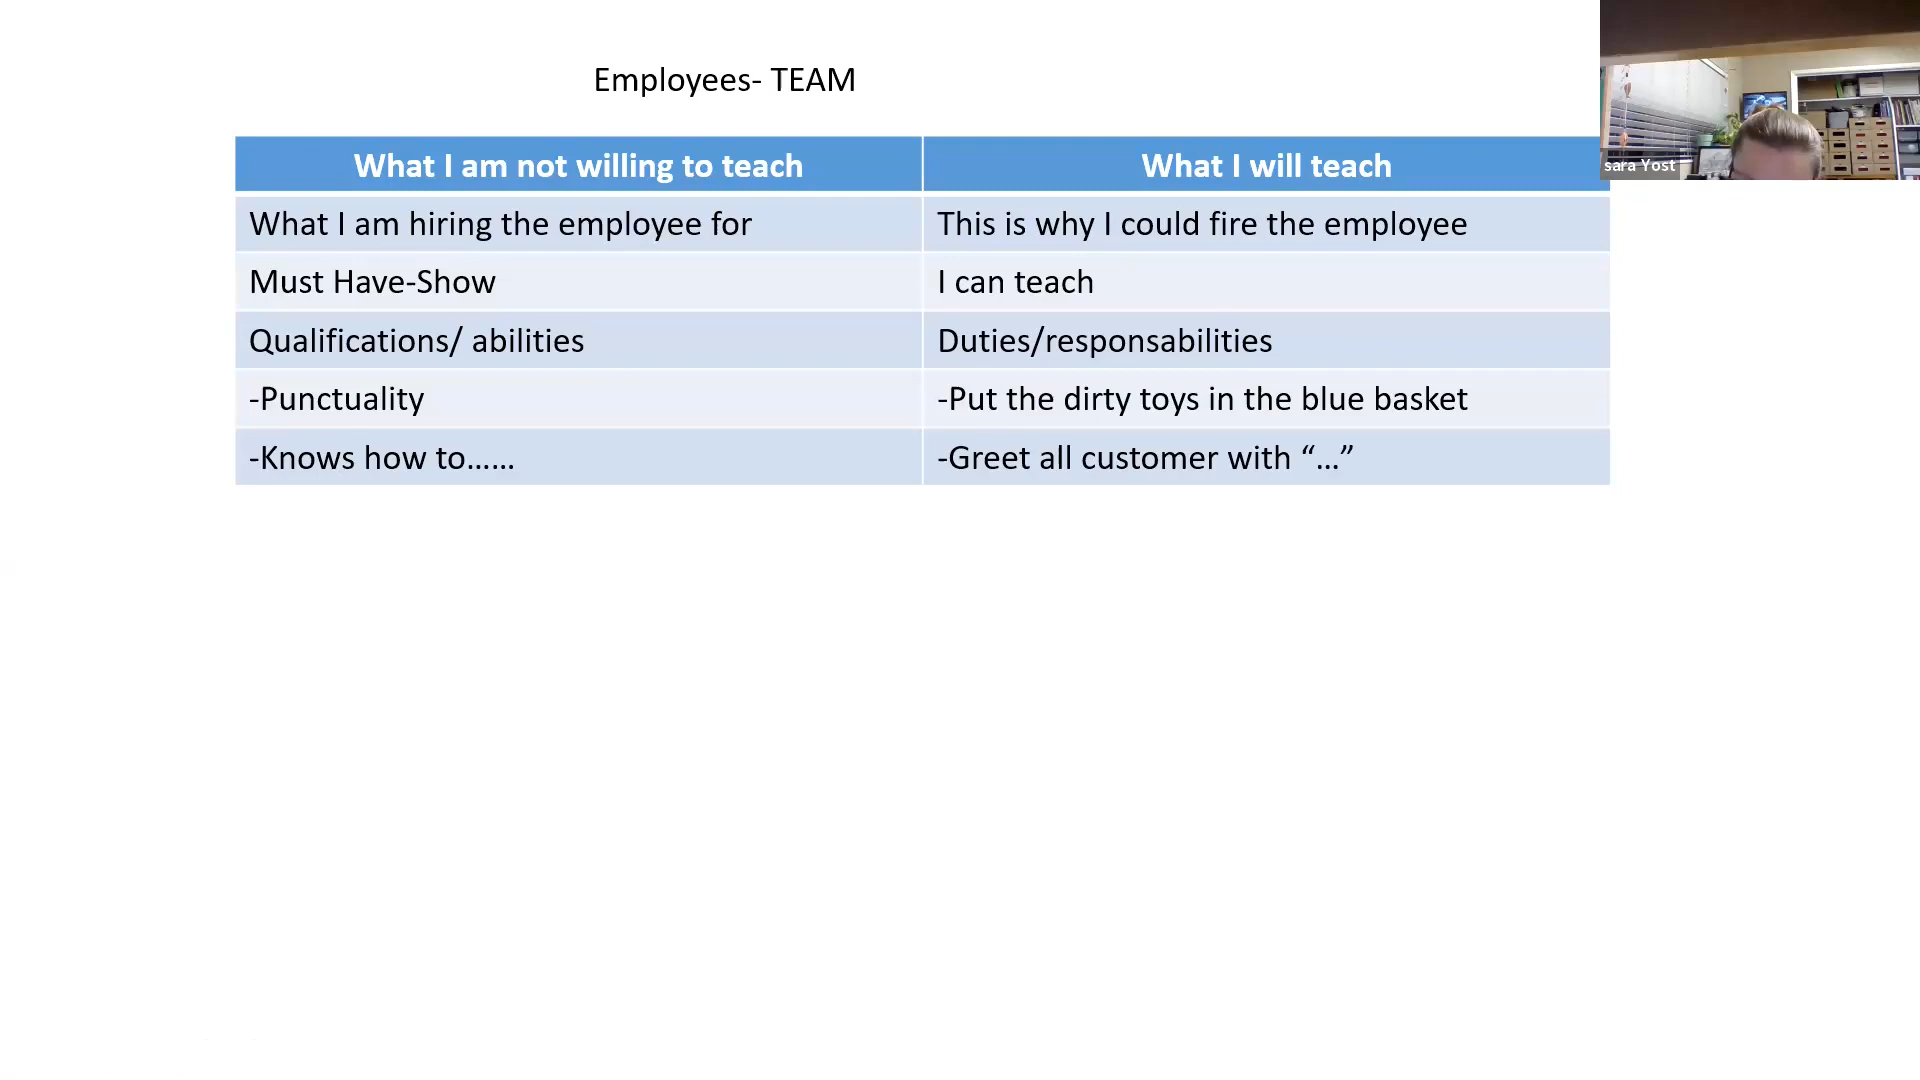 Employees- TEAM
What I am not willing to teach What I will teach
What I am hiring the employee for This is why I could fire the employee
Must Have-Show I can teach
Qualifications/ abilities Duties/responsabilities
-Punctuality -Put the dirty toys in the blue basket
-Knows how to...... -Greet all customer with “...”
sara Yost